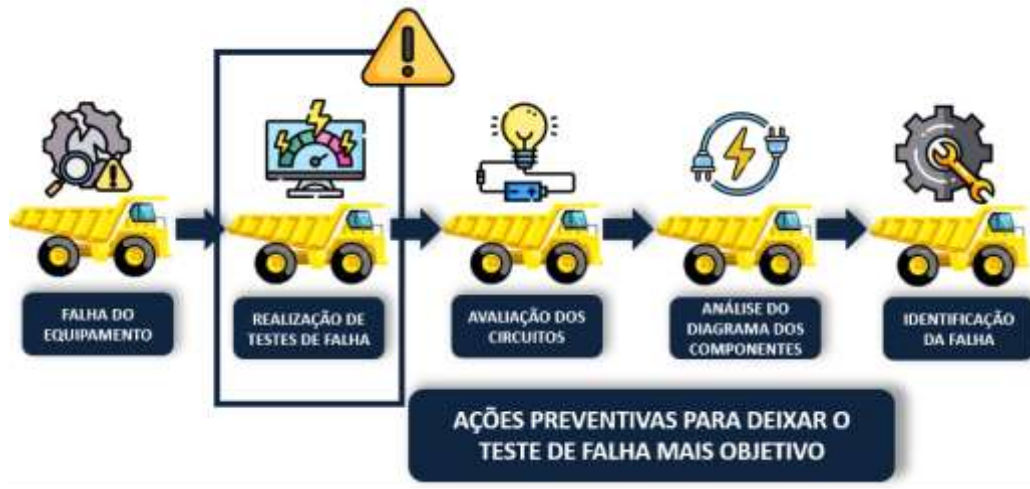 FALHA DO
EQUIPAMENTO
REALIZAÇÃO DE
TESTES DE FALHA
AVALIAÇÃO DOS
CIRCUITOS
ANÁLISE DO
DIAGRAMA DOS
COMPONENTES
IDENTIFICAÇÃO
DA FALHA
AÇÕES PREVENTIVAS PARA DEIXAR O
TESTE DE FALHA MAIS OBJETIVO